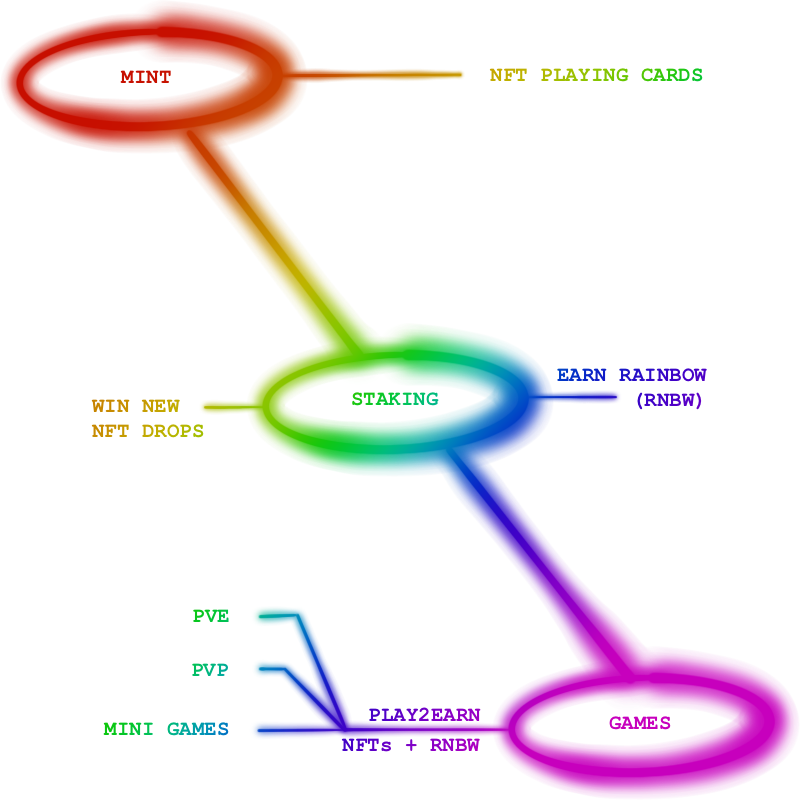 MINT
NFT PLAYING CARDS
STAKING
EARN RAINBOW
(RNBW)
WIN NEW
NFT DROPS
PVE
PVP
MINI GAMES
PLAY2EARN
NFTs + RNBW
GAMES